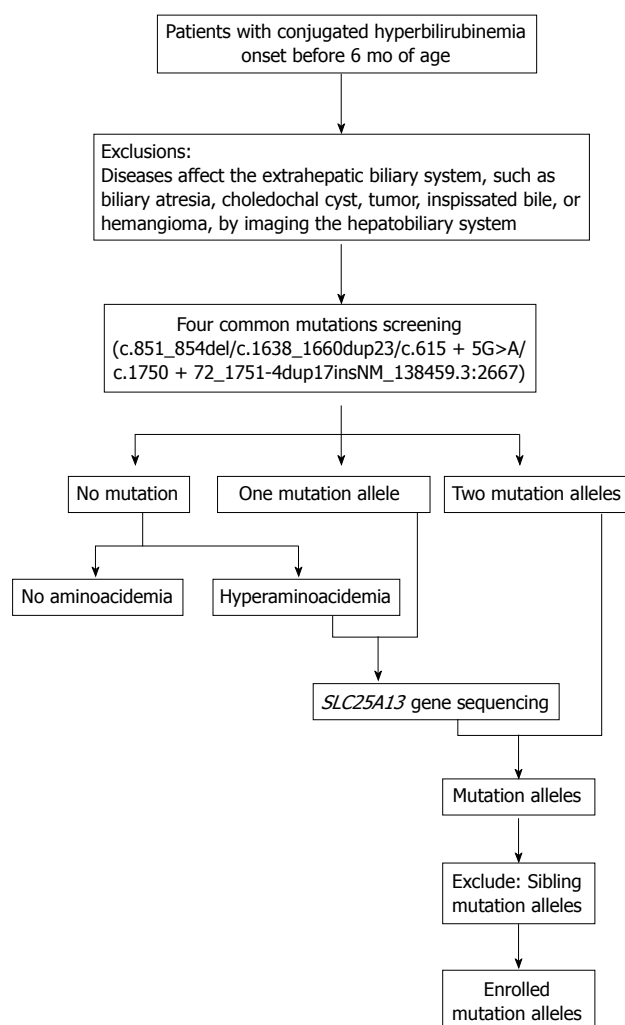 Patients with conjugated hyperbilirubinemia
onset before 6 mo of age
Exclusions:
Diseases affect the extrahepatic biliary system, such as
biliary atresia, choledochal cyst, tumor, inspissated bile, or
hemangioma, by imaging the hepatobiliary system
Four common mutations screening
(c.851_854del/c.1638_1660dup23/c.615 + 5G>A/
c.1750 + 72_1751-4dup17insNM_138459.3:2667)
No mutation
One mutation allele
Two mutation alleles
No aminoacidemia
Hyperaminoacidemia
SLC25A13 gene sequencing
Mutation alleles
Exclude: Sibling
mutation alleles
Enrolled
mutation alleles